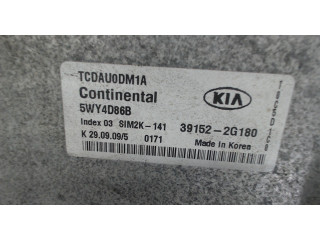 TCDAU0DM1A
Continental
5WY4D86B
KIA
Index 03 SIM2K-141
39152-2G180
K 29.09.09/5 0171
Made in Korea